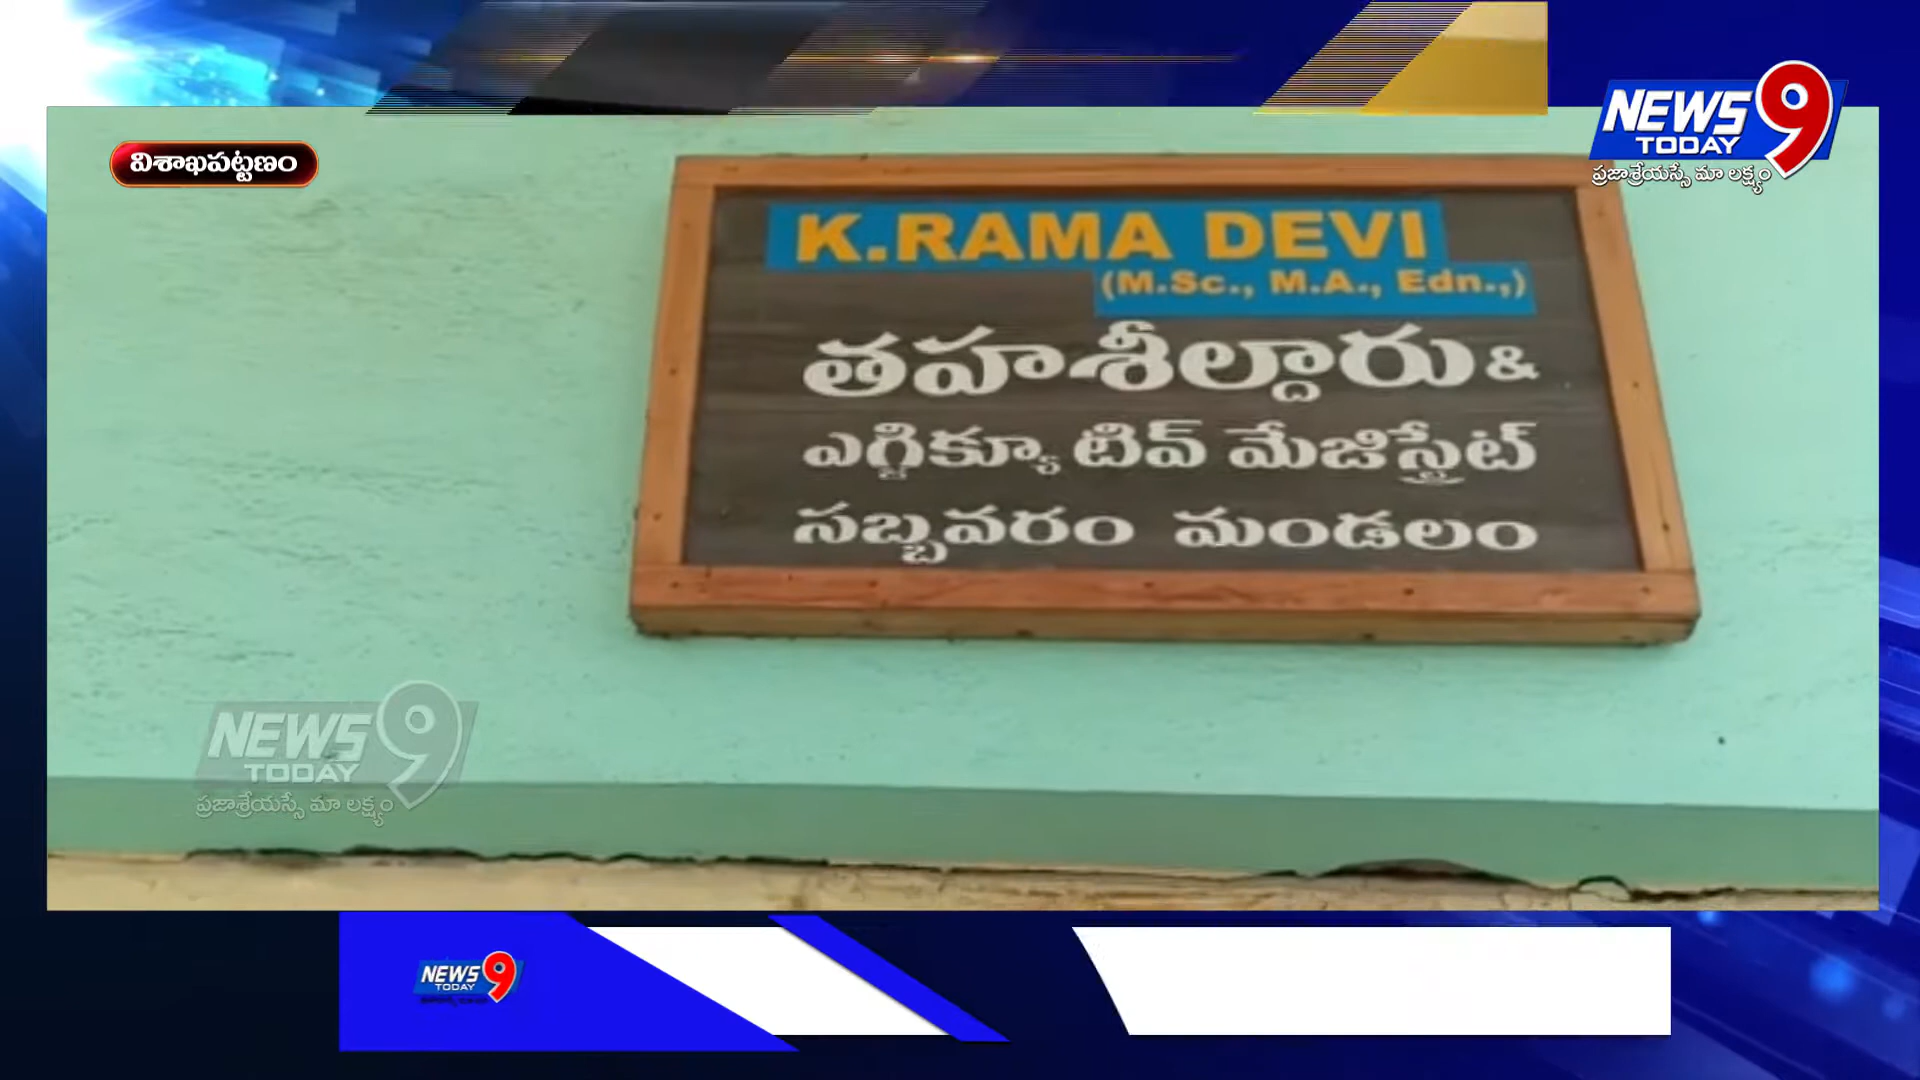 విశాఖపట్టణం
NEWS 9
TODAY
ప్రజాశ్రేయస్సే మా లక్ష్యం
K.RAMA DEVI
(M.Sc., M.A., Edn.,)
తహశీల్దారు &
ఎగ్జిక్యూటివ్ మేజిస్ట్రేట్
సబ్బవరం మండలం
NEWS 9
TODAY
ప్రజాశ్రేయస్సే మా లక్ష్యం
NEWS 9
TODAY